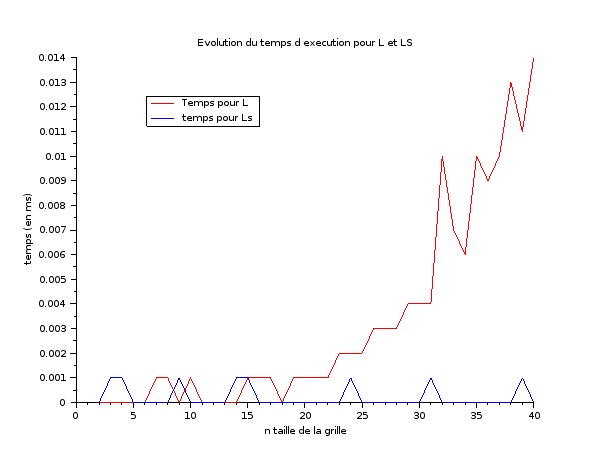 Evolution du temps d execution pour L et LS
0.014
0.013
0.012
0.011
0.01
0.009
0.008
0.007
0.006
0.005
0.004
0.003
0.002
0.001
0
temps (en ms)
Temps pour L
temps pour Ls
0 5 10 15 20 25 30 35 40
n taille de la grille